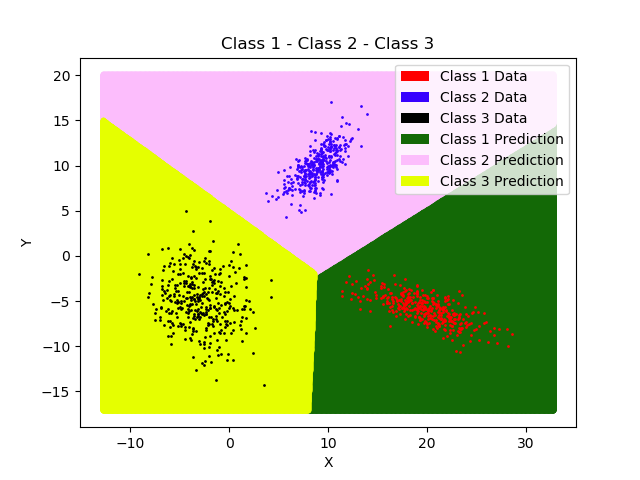 Class 1 - Class 2 - Class 3
Class 1 Data
Class 2 Data
Class 3 Data
Class 1 Prediction
Class 2 Prediction
Class 3 Prediction
20
15
10
5
0
−5
−10
−15
Y
−10 0 10 20 30
X